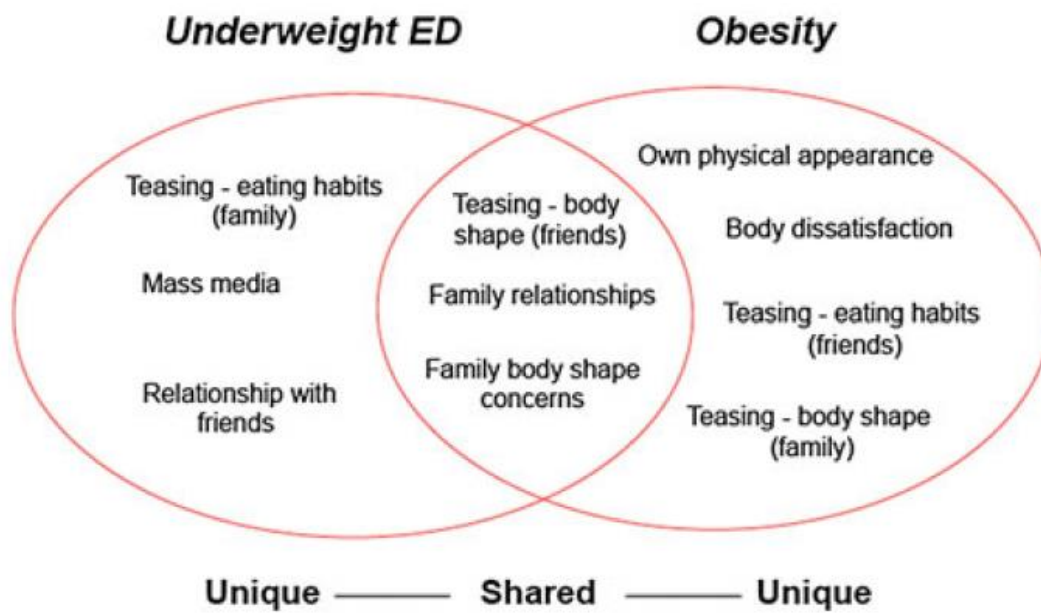 Underweight ED
Obesity
Teasing - eating habits
(family)
Mass media
Relationship with
friends
Teasing - body
shape (friends)
Family relationships
Family body shape
concerns
Own physical appearance
Body dissatisfaction
Teasing - eating habits
(friends)
Teasing - body shape
(family)
Unique
Shared
Unique